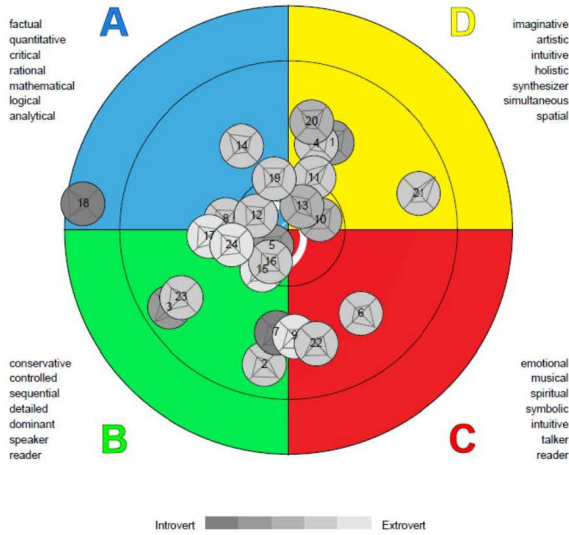 A
D
factual
quantitative
critical
rational
mathematical
logical
analytical
imaginative
artistic
intuitive
holistic
synthesizer
simultaneous
spatial
20
4
1
14
19
11
21
18
13
12
8
10
17
24
5
16
15
23
3
6
7
9
22
2
conservative
controlled
sequential
detailed
dominant
speaker
reader
emotional
musical
spiritual
symbolic
intuitive
talker
reader
B
C
Introvert
Extrovert